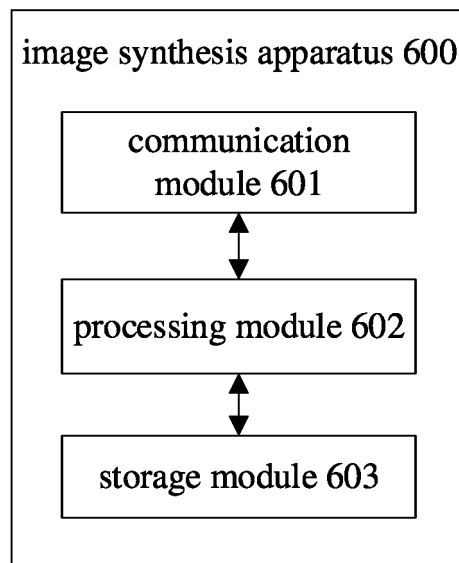 image synthesis apparatus 600
communication
module 601
processing module 602
storage module 603